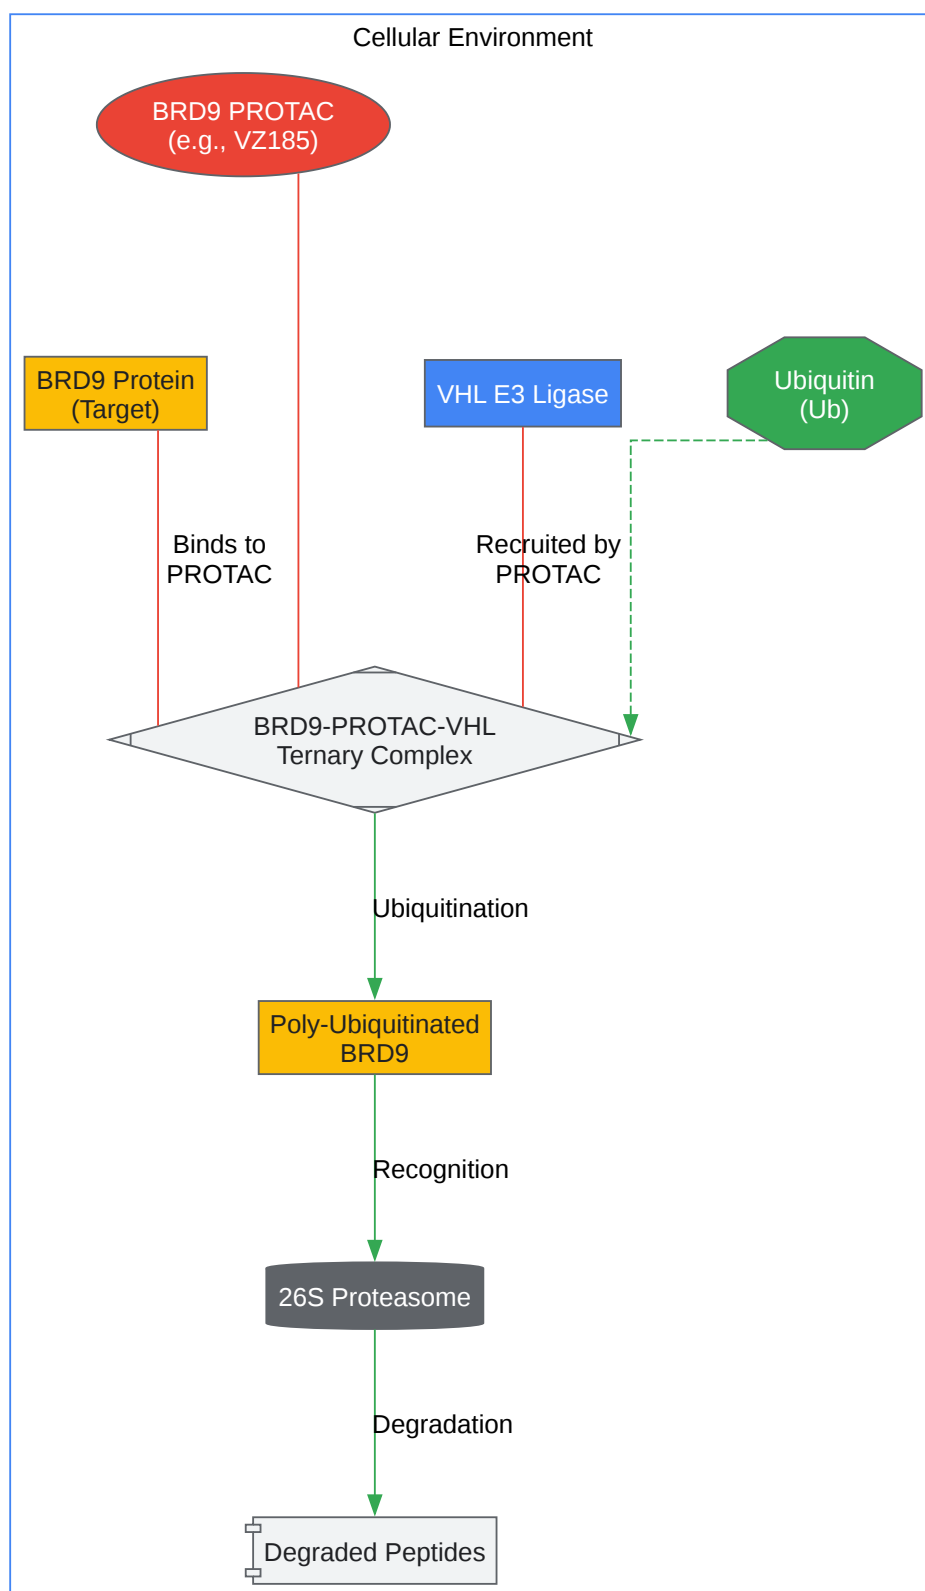 Cellular Environment
BRD9 PROTAC
(e.g., VZ185)
BRD9 Protein
(Target)
VHL E3 Ligase
Ubiquitin
(Ub)
Binds to
PROTAC
Recruited by
PROTAC
BRD9-PROTAC-VHL
Ternary Complex
Ubiquitination
Poly-Ubiquitinated
BRD9
Recognition
26S Proteasome
Degradation
Degraded Peptides